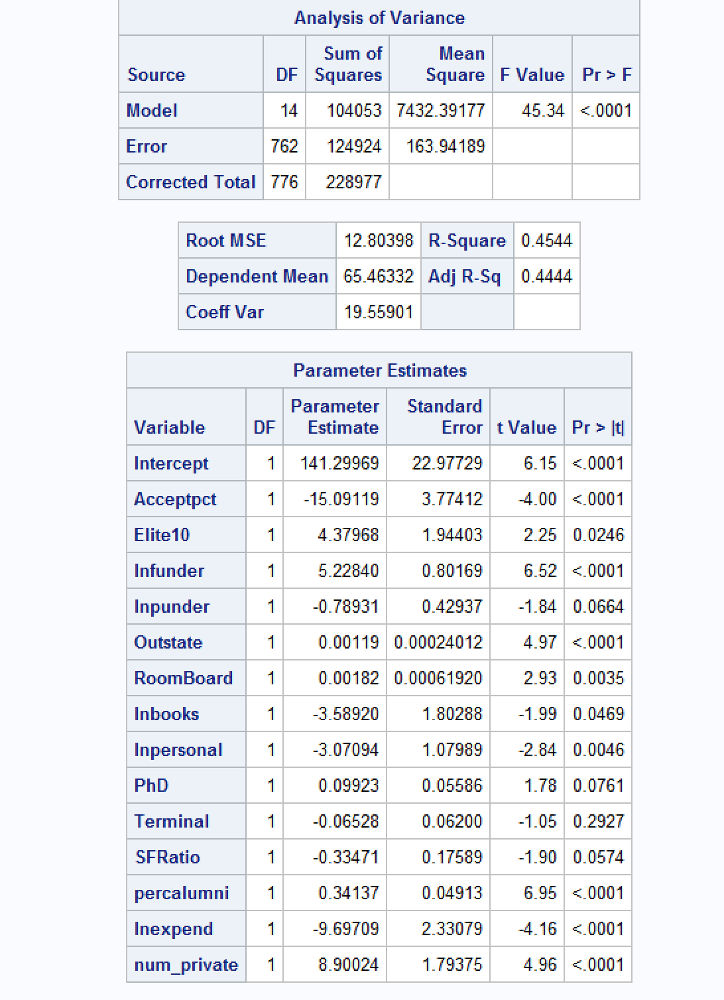 Analysis of Variance
Source DF Sum of Squares Mean Square F Value Pr > F
Model 14 104053 7432.39177 45.34 <.0001
Error 762 124924 163.94189
Corrected Total 776 228977
Root MSE 12.80398 R-Square 0.4544
Dependent Mean 65.46332 Adj R-Sq 0.4444
Coeff Var 19.55901
Parameter Estimates
Variable DF Parameter Estimate Standard Error t Value Pr > |t|
Intercept 1 141.29969 22.97729 6.15 <.0001
Acceptpct 1 -15.09119 3.77412 -4.00 <.0001
Elite10 1 4.37968 1.94403 2.25 0.0246
lnfunder 1 5.22840 0.80169 6.52 <.0001
lnpunder 1 -0.78931 0.42937 -1.84 0.0664
Outstate 1 0.00119 0.00024012 4.97 <.0001
RoomBoard 1 0.00182 0.00061920 2.93 0.0035
lnbooks 1 -3.58920 1.80288 -1.99 0.0469
lnpersonal 1 -3.07094 1.07989 -2.84 0.0046
PhD 1 0.09923 0.05586 1.78 0.0761
Terminal 1 -0.06528 0.06200 -1.05 0.2927
SFRatio 1 -0.33471 0.17589 -1.90 0.0574
percalumni 1 0.34137 0.04913 6.95 <.0001
lnexpend 1 -9.69709 2.33079 -4.16 <.0001
num_private 1 8.90024 1.79375 4.96 <.0001